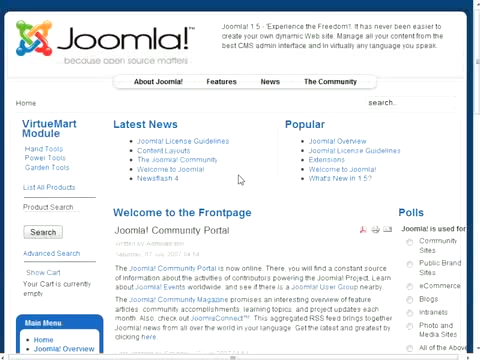 Joomla!™
...because open source matters
Joomla! 1.5 - 'Experience the Freedom'!. It has never been easier to
create your own dynamic Web site. Manage all your content from the
best CMS admin interface and in virtually any language you speak.
About Joomla!
Features
News
The Community
Home
search...
VirtueMart
Module
Hand Tools
Power Tools
Garden Tools
List All Products
Product Search
Search
Advanced Search
Show Cart
Your Cart is currently
empty
Main Menu
Home
Joomla! Overview
Latest News
Joomla! License Guidelines
Content Layouts
The Joomla! Community
Welcome to Joomla!
Newsflash 4
Popular
Joomla! Overview
Joomla! License Guidelines
Extensions
Welcome to Joomla!
What's New In 1.5?
Welcome to the Frontpage
Joomla! Community Portal
Written by Administrator
Saturday, 07 July 2007 04:54
The Joomla! Community Portal is now online. There, you will find a constant source
of information about the activities of contributors powering the Joomla! Project. Learn
about Joomla! Events worldwide, and see if there is a Joomla! User Group nearby.
The Joomla! Community Magazine promises an interesting overview of feature
articles, community accomplishments, learning topics, and project updates each
month. Also, check out JoomlaConnect™. This aggregated RSS feed brings together
Joomla! news from all over the world in your language. Get the latest and greatest by
clicking here.
Polls
Joomla! is used for
Community
Sites
Public Brand
Sites
eCommerce
Blogs
Intranets
Photo and
Media Sites
All of the Above